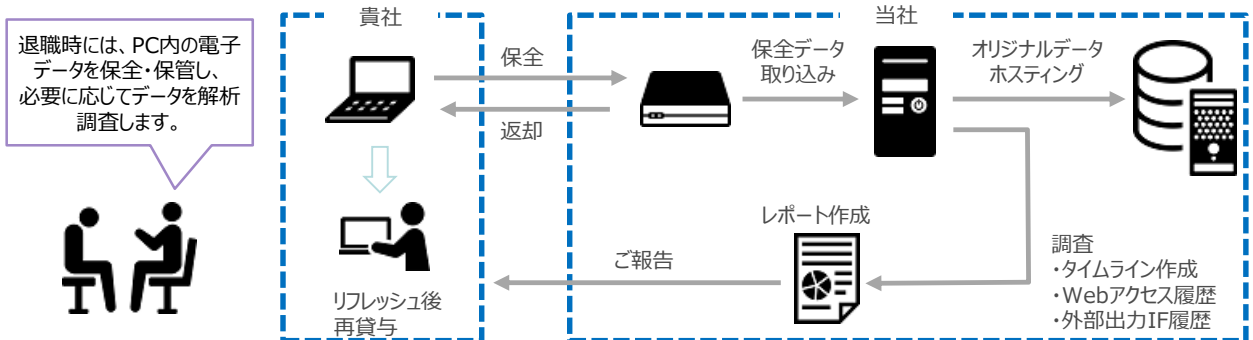 退職時には、PC内の電子
データを保全・保管し、
必要に応じてデータを解析
調査します。
貴社
保全
返却
リフレッシュ後
再貸与
当社
保全データ
取り込み
オリジナルデータ
ホスティング
レポート作成
ご報告
調査
・タイムライン作成
・Webアクセス履歴
・外部出力IF履歴